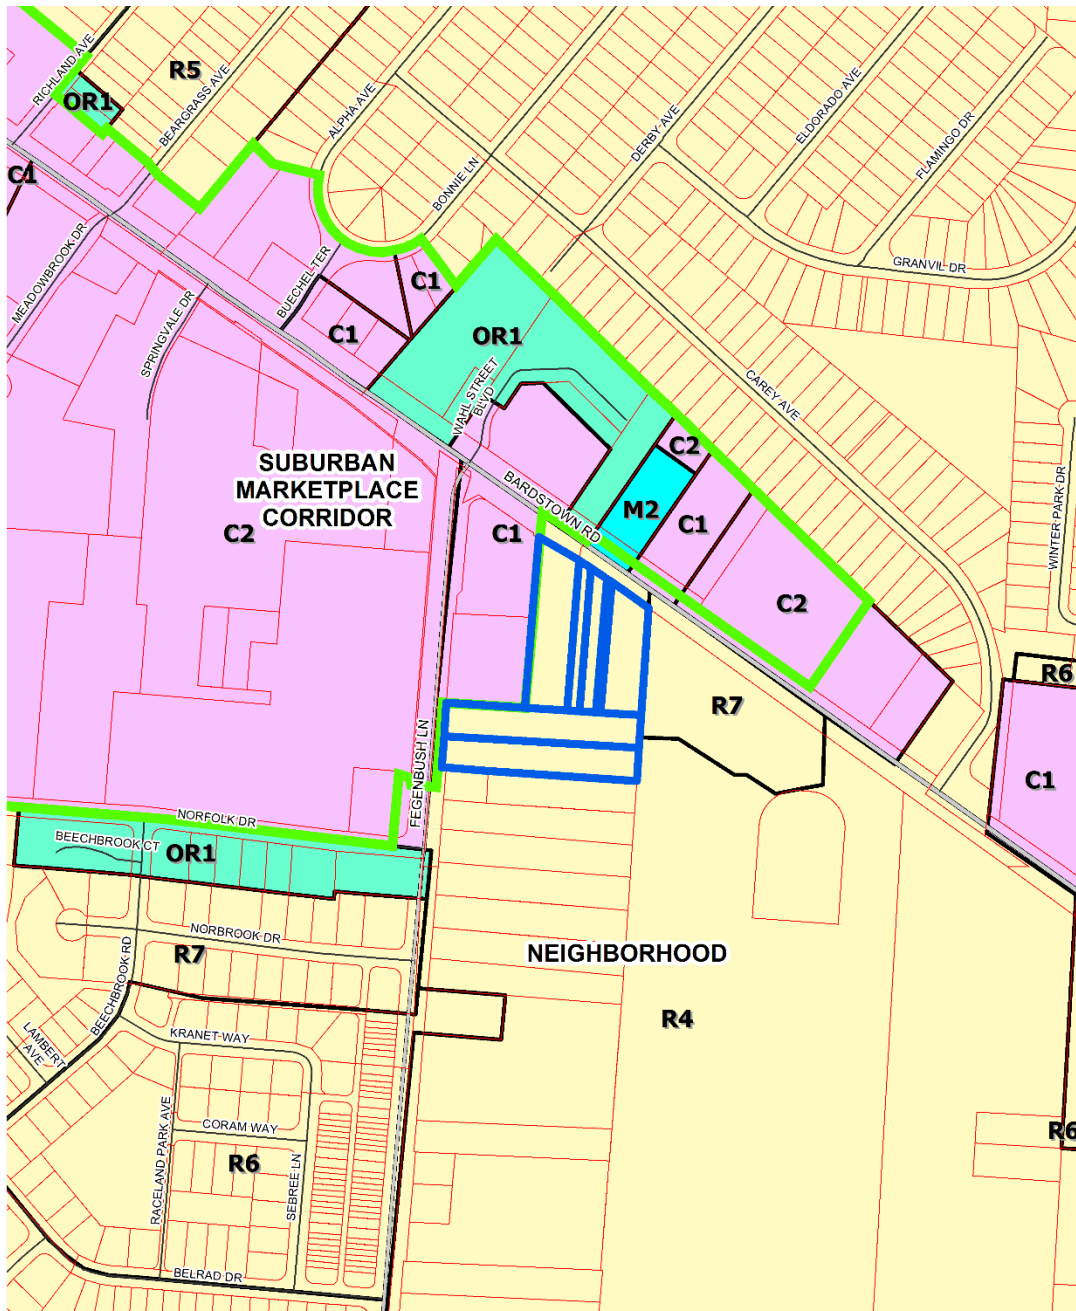 RICHLAND AVE
R5
OR1
BEARGRASS AVE
ALPHA AVE
DERBY AVE
ELDORADO AVE
FLAMINGO DR
C1
BONNIE LN
MEADOWBROOK DR
GRANVIL DR
BUECHEL TER
C1
SPRINGVALE DR
C1
OR1
WAHL STREET
BLVD
CAREY AVE
C2
SUBURBAN
MARKETPLACE
CORRIDOR
BARDSTOWN RD
M2
C1
C2
C1
WINTER PARK DR
C2
R6
R7
C1
FEGENBUSH LN
NORFOLK DR
BEECHBROOK CT
OR1
NORBROOK DR
R7
NEIGHBORHOOD
BEECHBROOK RD
R4
KRANET WAY
LAMBERT
AVE
CORAM WAY
RACELAND PARK AVE
R6
R6
SEBREE LN
BELRAD DR